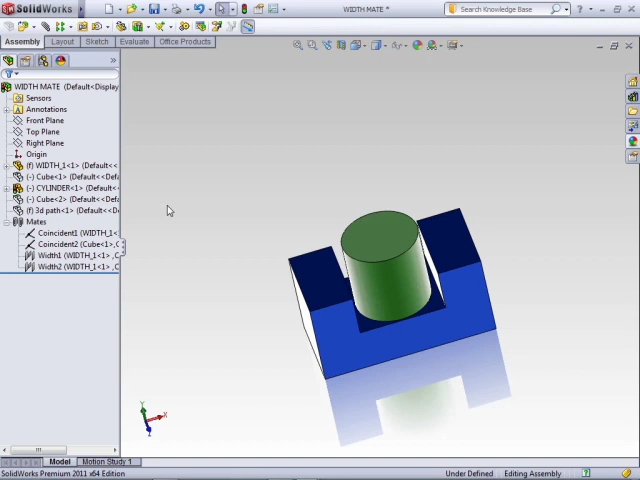 SolidWorks
WIDTH MATE *
Search Knowledge Base
Assembly Layout Sketch Evaluate Office Products
WIDTH MATE (Default<Display
Sensors
Annotations
Front Plane
Top Plane
Right Plane
Origin
(f) WIDTH_1<1> (Default<<
(-) Cube<1> (Default<<Defa
(-) CYLINDER<1> (Default<
(-) Cube<2> (Default<<Defa
(f) 3d path<1> (Default<<D
Mates
Coincident1 (WIDTH_1<
Coincident2 (Cube<1>,C
Width1 (WIDTH_1<1> ,C
Width2 (WIDTH_1<1> ,C
Y
X
Z
Model Motion Study 1
SolidWorks Premium 2011 x64 Edition Under Defined Editing Assembly